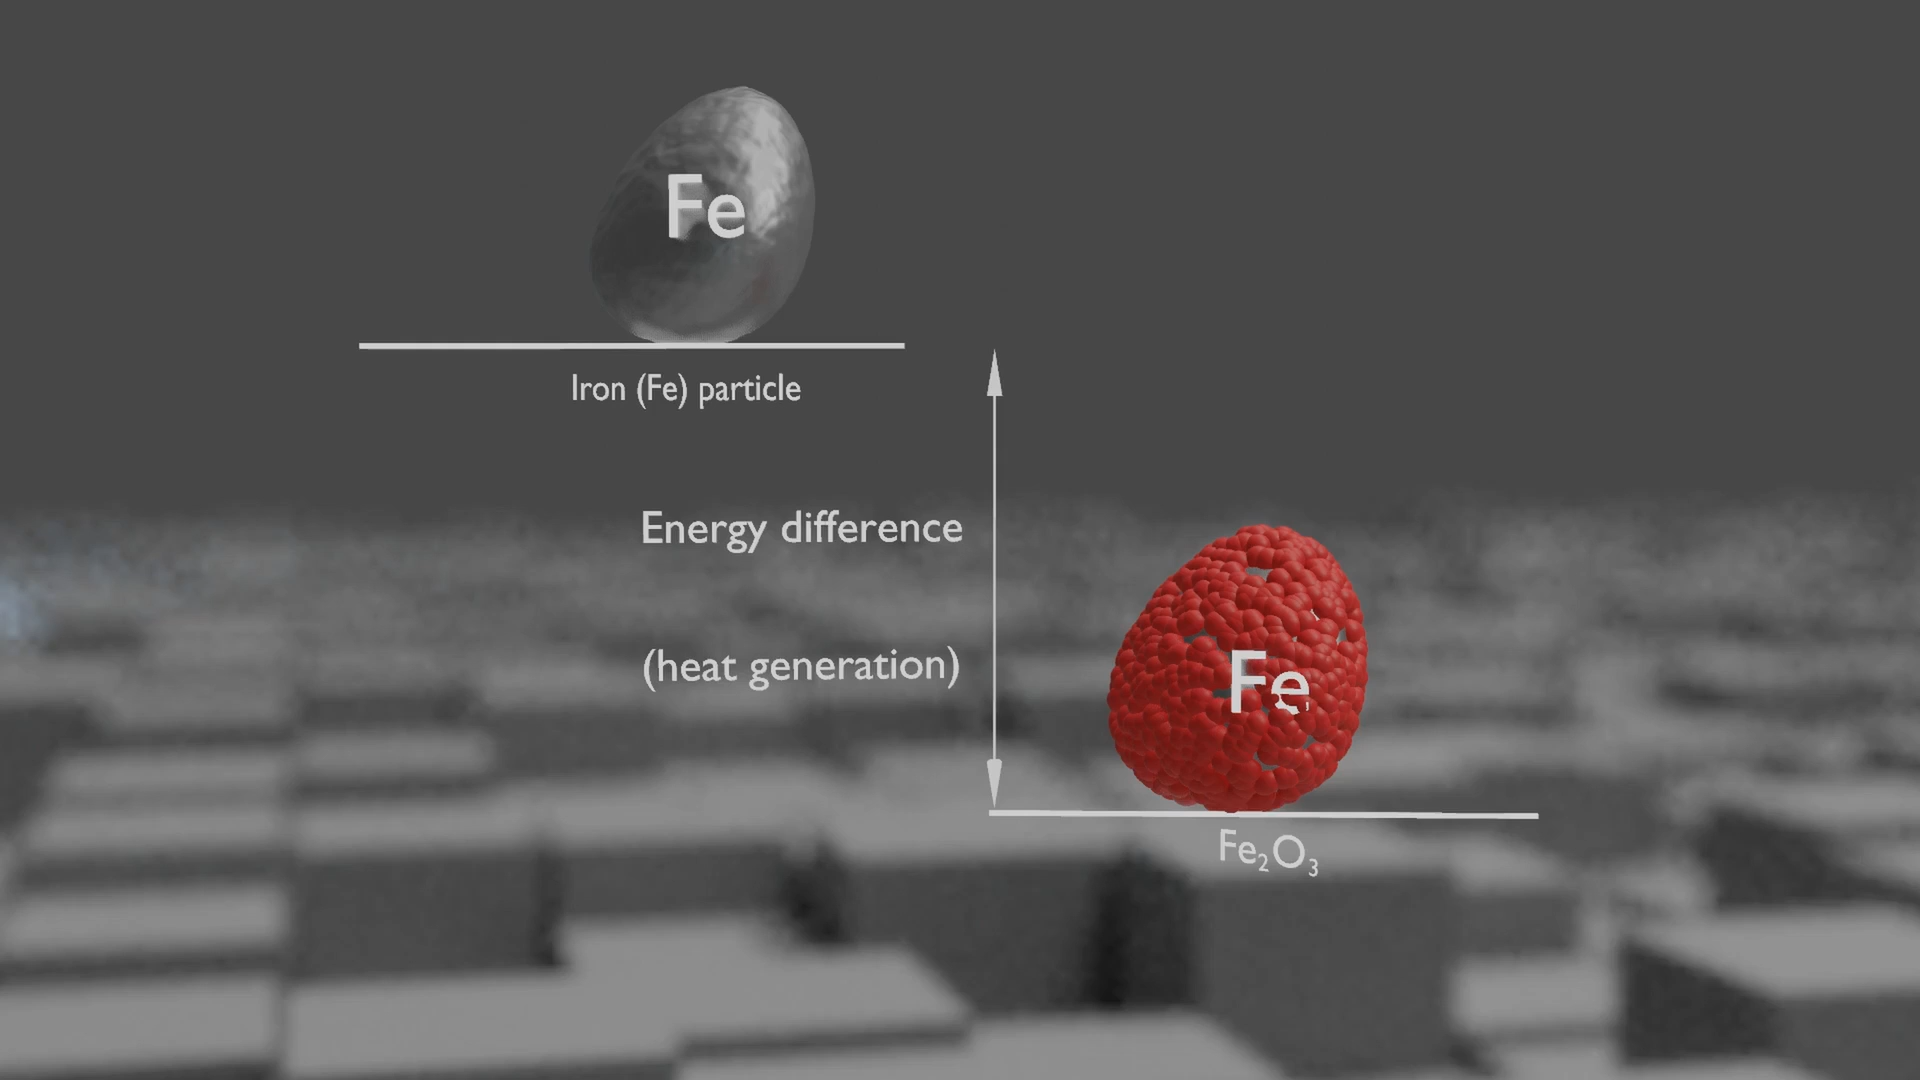 Fe
Iron (Fe) particle
Energy difference
(heat generation)
Fe
Fe₂O₃